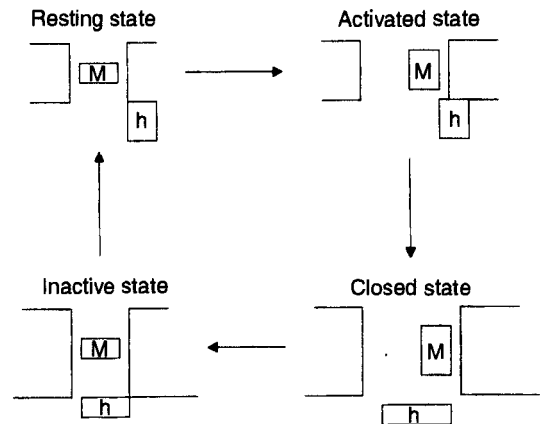 Resting state
Activated state
M
M
h
h
Inactive state
Closed state
M
M
h
h